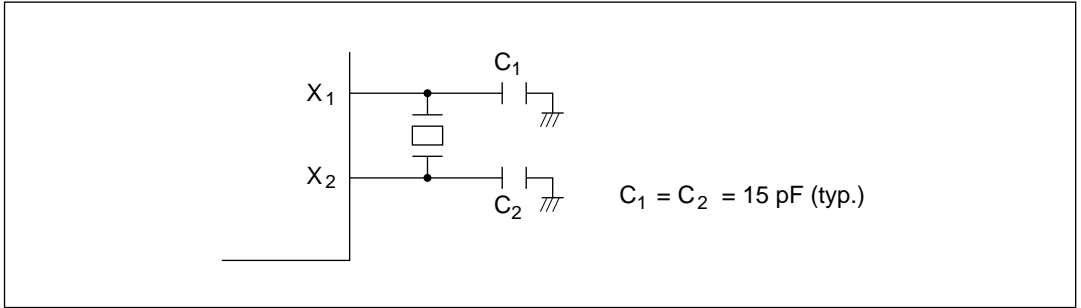 C₁
X₁
X₂
C₂
C₁ = C₂ = 15 pF (typ.)